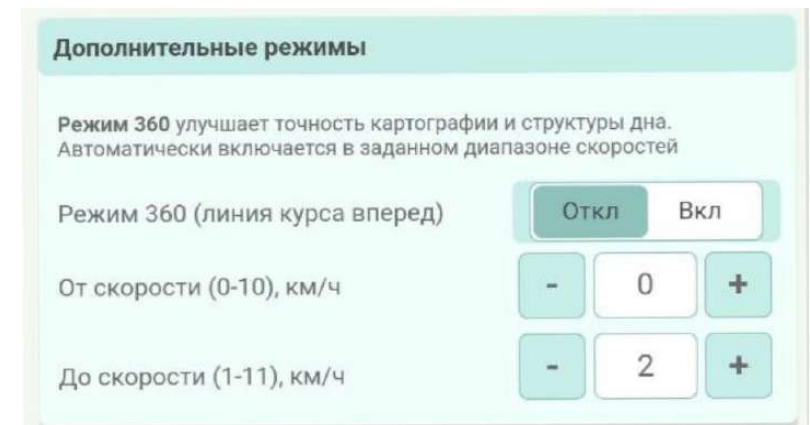 Дополнительные режимы
Режим 360 улучшает точность картографии и структуры дна.
Автоматически включается в заданном диапазоне скоростей
Режим 360 (линия курса вперед) Откл Вкл
От скорости (0-10), км/ч - 0 +
До скорости (1-11), км/ч - 2 +